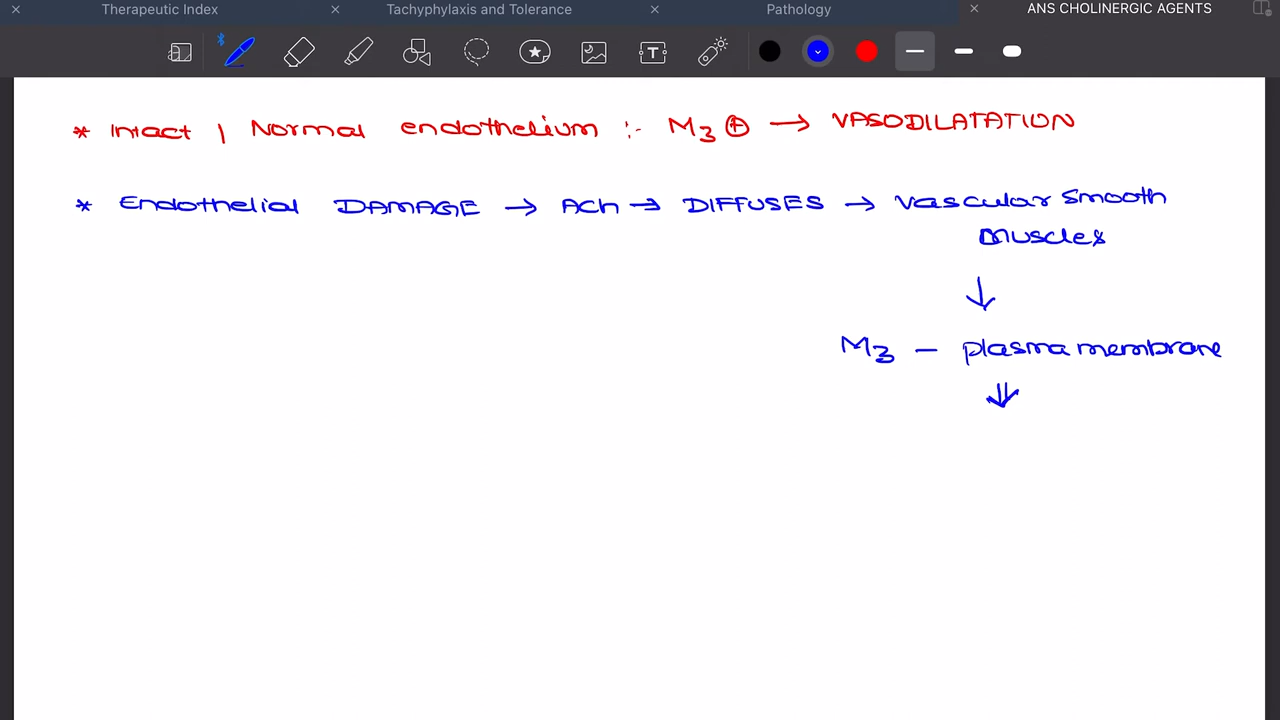 Therapeutic Index Tachyphylaxis and Tolerance Pathology ANS CHOLINERGIC AGENTS
* Intact | Normal endothelium :- M3 ⊕ → VASODILATATION
* Endothelial DAMAGE → ACh → DIFFUSES → Vascular Smooth
Muscles
↓
M3 – plasma membrane
⇓